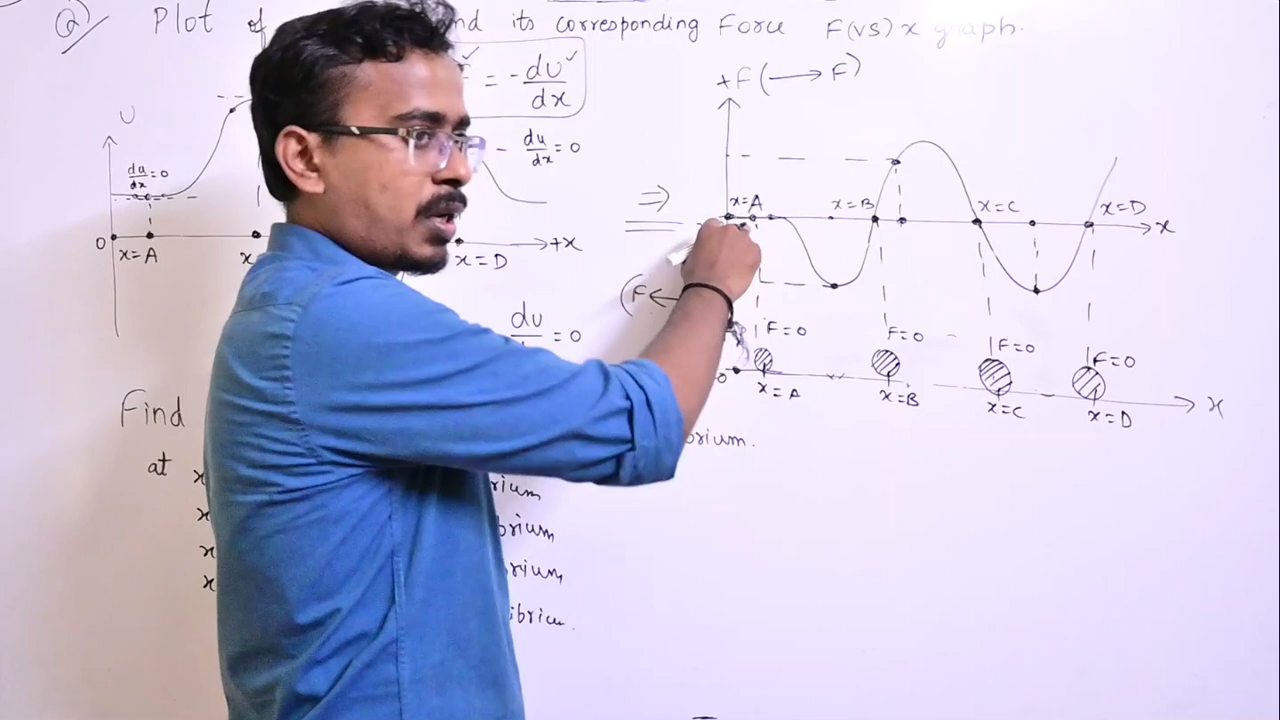 Q) Plot of and its corresponding Force F(vs) x graph.
= -du/dx
U
du/dx = 0
- du/dx = 0
0
x=A
x
x=D
+x
du = 0
Find
at x
x
x
x
rium
brium
rium
ibrium.
orium.
+F (→ F)
⇒
x=A
x=B
x=C
x=D
x
(F←
F=0
F=0
F=0
F=0
0
x=A
x=B
x=C
x=D
x